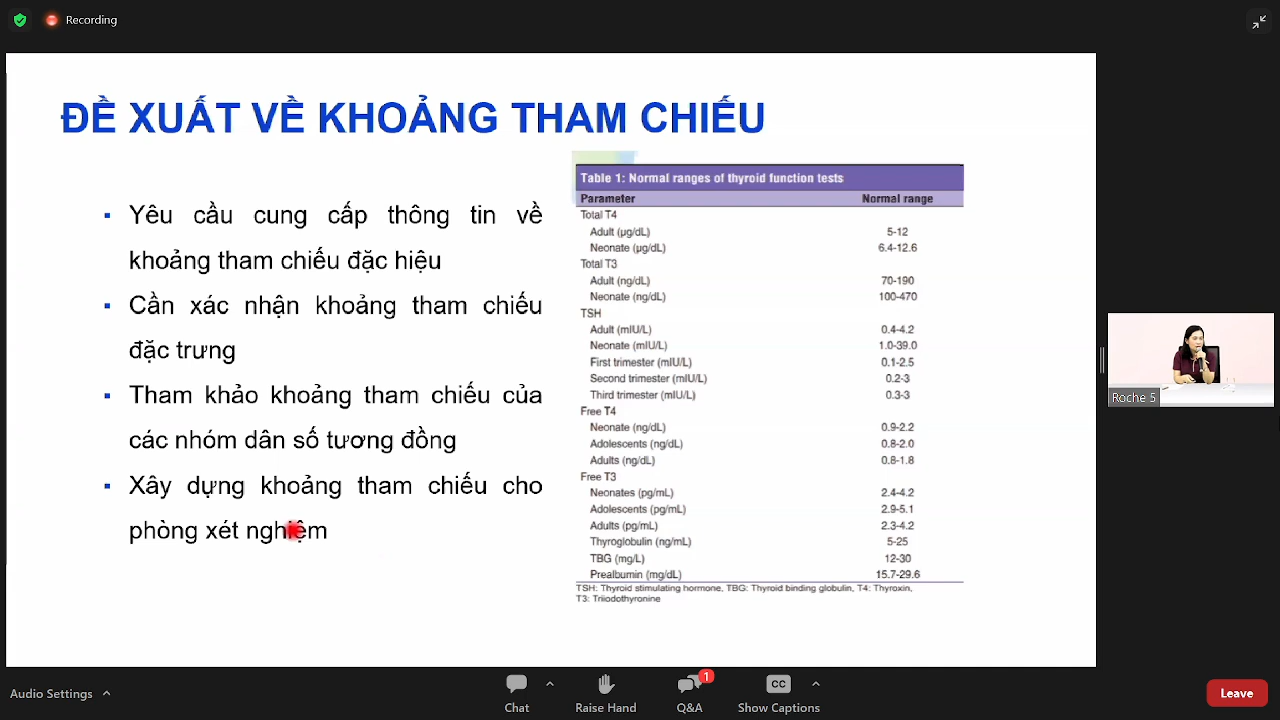 Recording
ĐỀ XUẤT VỀ KHOẢNG THAM CHIẾU
▪ Yêu cầu cung cấp thông tin về
khoảng tham chiếu đặc hiệu
▪ Cần xác nhận khoảng tham chiếu
đặc trưng
▪ Tham khảo khoảng tham chiếu của
các nhóm dân số tương đồng
▪ Xây dựng khoảng tham chiếu cho
phòng xét nghiệm
Table 1: Normal ranges of thyroid function tests
Parameter Normal range
Total T4
Adult (µg/dL) 5-12
Neonate (µg/dL) 6.4-12.6
Total T3
Adult (ng/dL) 70-190
Neonate (ng/dL) 100-470
TSH
Adult (mIU/L) 0.4-4.2
Neonate (mIU/L) 1.0-39.0
First trimester (mIU/L) 0.1-2.5
Second trimester (mIU/L) 0.2-3
Third trimester (mIU/L) 0.3-3
Free T4
Neonate (ng/dL) 0.9-2.2
Adolescents (ng/dL) 0.8-2.0
Adults (ng/dL) 0.8-1.8
Free T3
Neonates (pg/mL) 2.4-4.2
Adolescents (pg/mL) 2.9-5.1
Adults (pg/mL) 2.3-4.2
Thyroglobulin (ng/mL) 5-25
TBG (mg/L) 12-30
Prealbumin (mg/dL) 15.7-29.6
TSH: Thyroid stimulating hormone, TBG: Thyroid binding globulin, T4: Thyroxin,
T3: Triiodothyronine
Roche 5
Audio Settings
Chat
Raise Hand
1
Q&A
CC
Show Captions
Leave